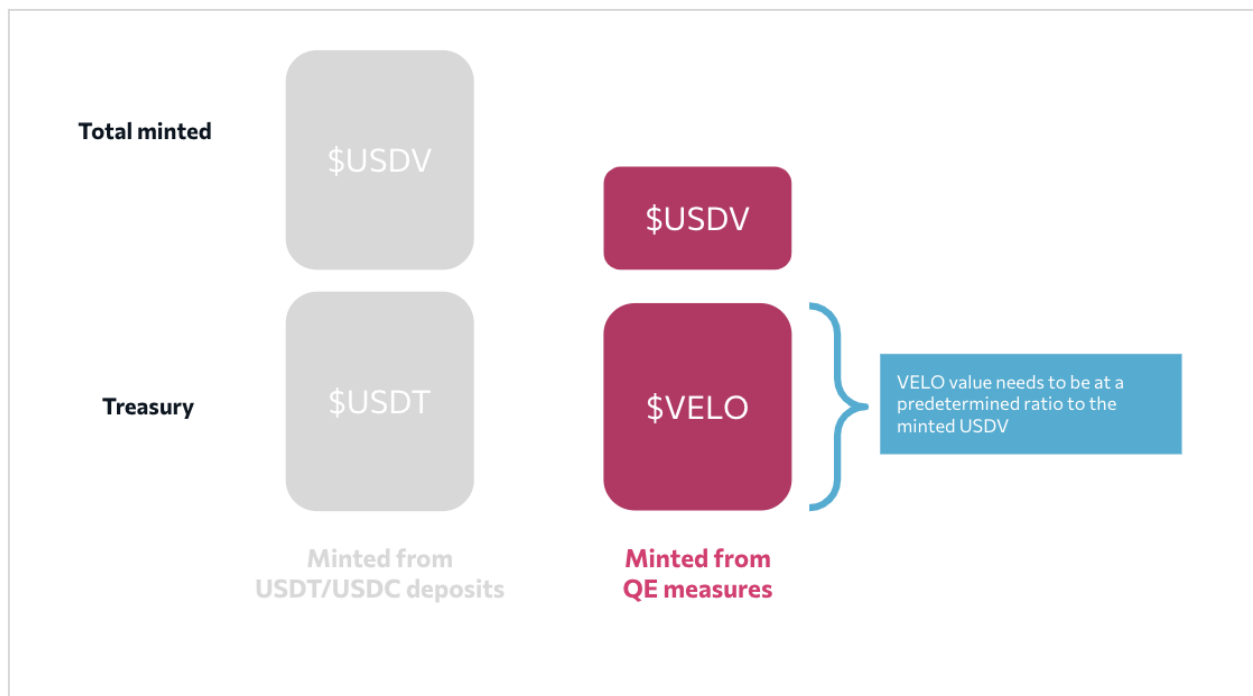 Total minted
$USDV
$USDV
Treasury
$USDT
$VELO
VELO value needs to be at a
predetermined ratio to the
minted USDV
Minted from
USDT/USDC deposits
Minted from
QE measures